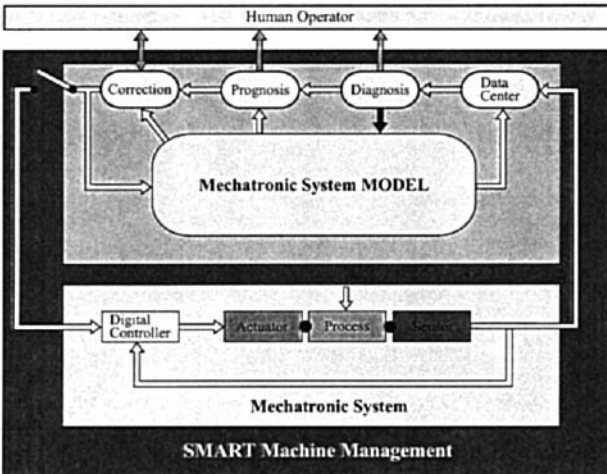 Human Operator
Correction
Prognosis
Diagnosis
Data
Center
Mechatronic System MODEL
Digital
Controller
Actuator
Process
Sensor
Mechatronic System
SMART Machine Management